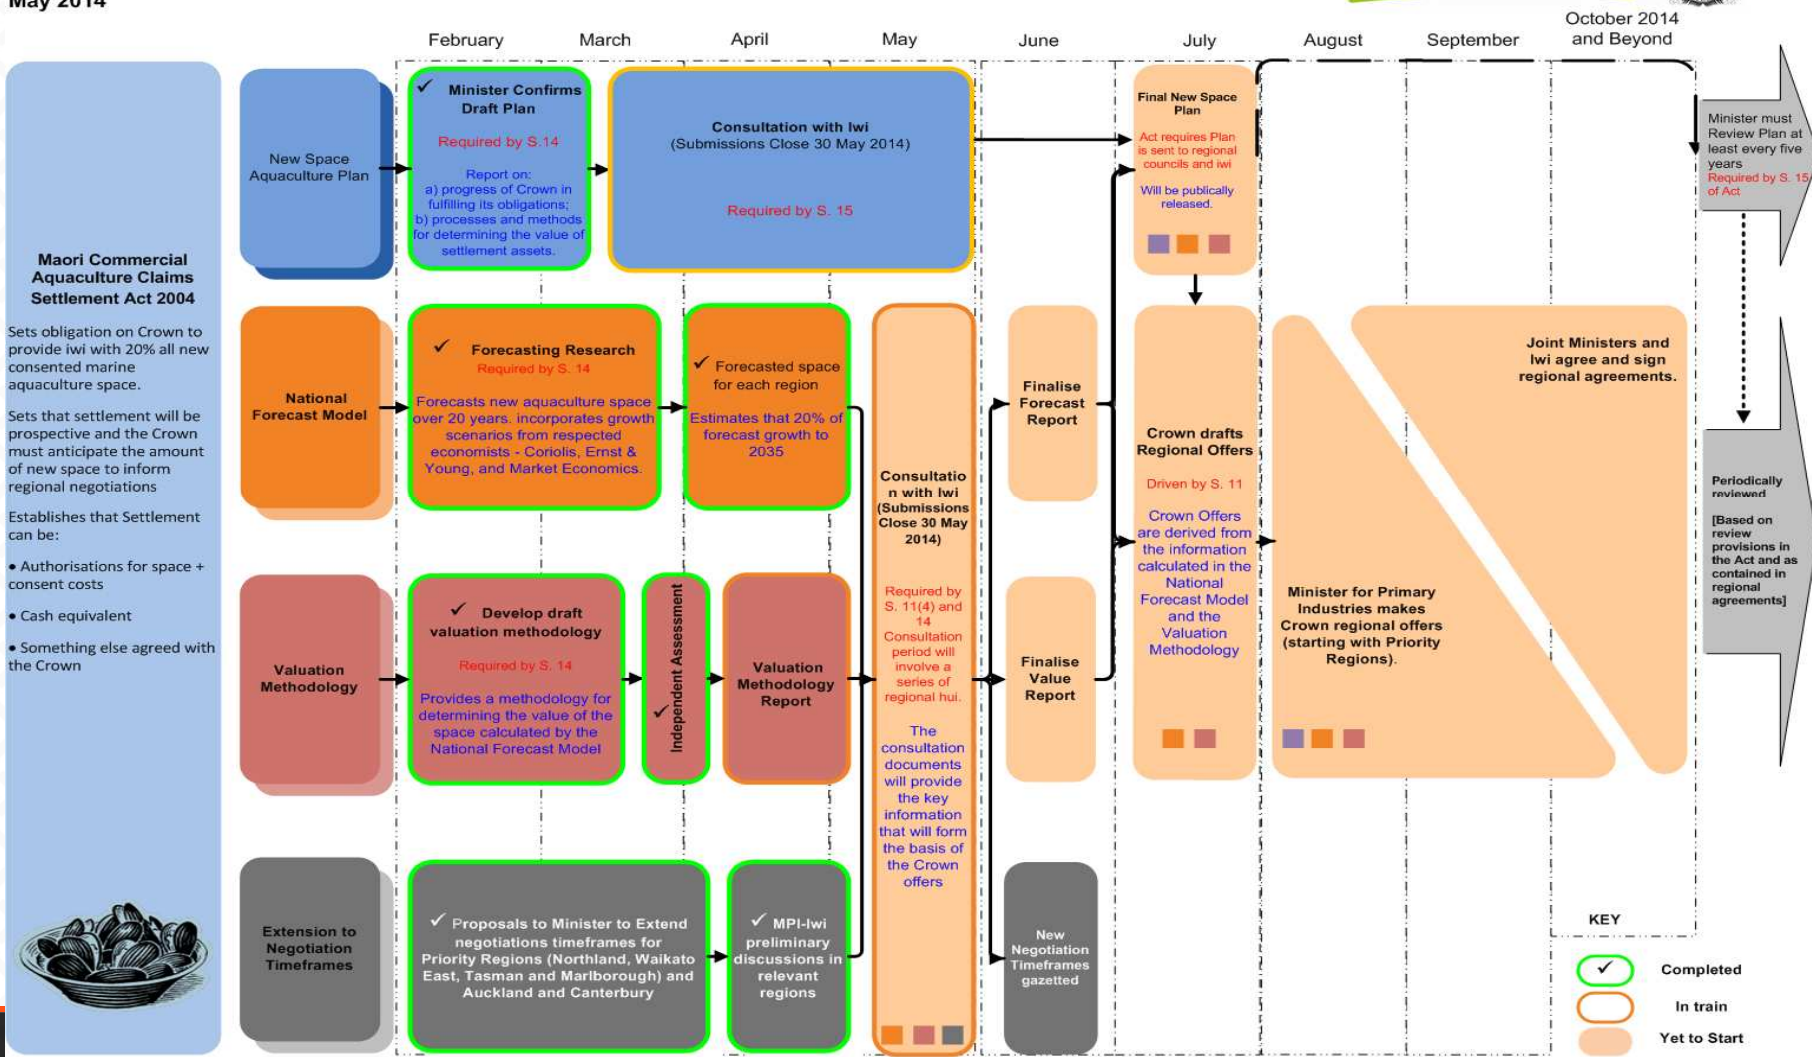 May 2014
February
March
April
May
June
July
August
September
October 2014
and Beyond
Maori Commercial
Aquaculture Claims
Settlement Act 2004
Sets obligation on Crown to
provide iwi with 20% all new
consented marine
aquaculture space.
Sets that settlement will be
prospective and the Crown
must anticipate the amount
of new space to inform
regional negotiations
Establishes that Settlement
can be:
• Authorisations for space +
consent costs
• Cash equivalent
• Something else agreed with
the Crown
New Space
Aquaculture Plan
✓ Minister Confirms
Draft Plan
Required by S.14
Report on:
a) progress of Crown in
fulfilling its obligations;
b) processes and methods
for determining the value of
settlement assets.
Consultation with Iwi
(Submissions Close 30 May 2014)
Required by S. 15
Final New Space
Plan
Act requires Plan
is sent to regional
councils and iwi
Will be publically
released.
Minister must
Review Plan at
least every five
years
Required by S. 15
of Act
National
Forecast Model
✓ Forecasting Research
Required by S. 14
Forecasts new aquaculture space
over 20 years. incorporates growth
scenarios from respected
economists - Coriolis, Ernst &
Young, and Market Economics.
✓ Forecasted space
for each region
Estimates that 20% of
forecast growth to
2035
Consultatio
n with Iwi
(Submissions
Close 30 May
2014)
Required by
S. 11(4) and
14
Consultation
period will
involve a
series of
regional hui.
The
consultation
documents
will provide
the key
information
that will form
the basis of
the Crown
offers
Finalise
Forecast
Report
Crown drafts
Regional Offers
Driven by S. 11
Crown Offers
are derived from
the information
calculated in the
National
Forecast Model
and the
Valuation
Methodology
Joint Ministers and
Iwi agree and sign
regional agreements.
Minister for Primary
Industries makes
Crown regional offers
(starting with Priority
Regions).
Periodically
reviewed
[Based on
review
provisions in
the Act and as
contained in
regional
agreements]
Valuation
Methodology
✓ Develop draft
valuation methodology
Required by S. 14
Provides a methodology for
determining the value of the
space calculated by the
National Forecast Model
✓ Independent Assessment
Valuation
Methodology
Report
Finalise
Value
Report
Extension to
Negotiation
Timeframes
✓ Proposals to Minister to Extend
negotiations timeframes for
Priority Regions (Northland, Waikato
East, Tasman and Marlborough) and
Auckland and Canterbury
✓ MPI-Iwi
preliminary
discussions in
relevant
regions
New
Negotiation
Timeframes
gazetted
KEY
✓ Completed
In train
Yet to Start